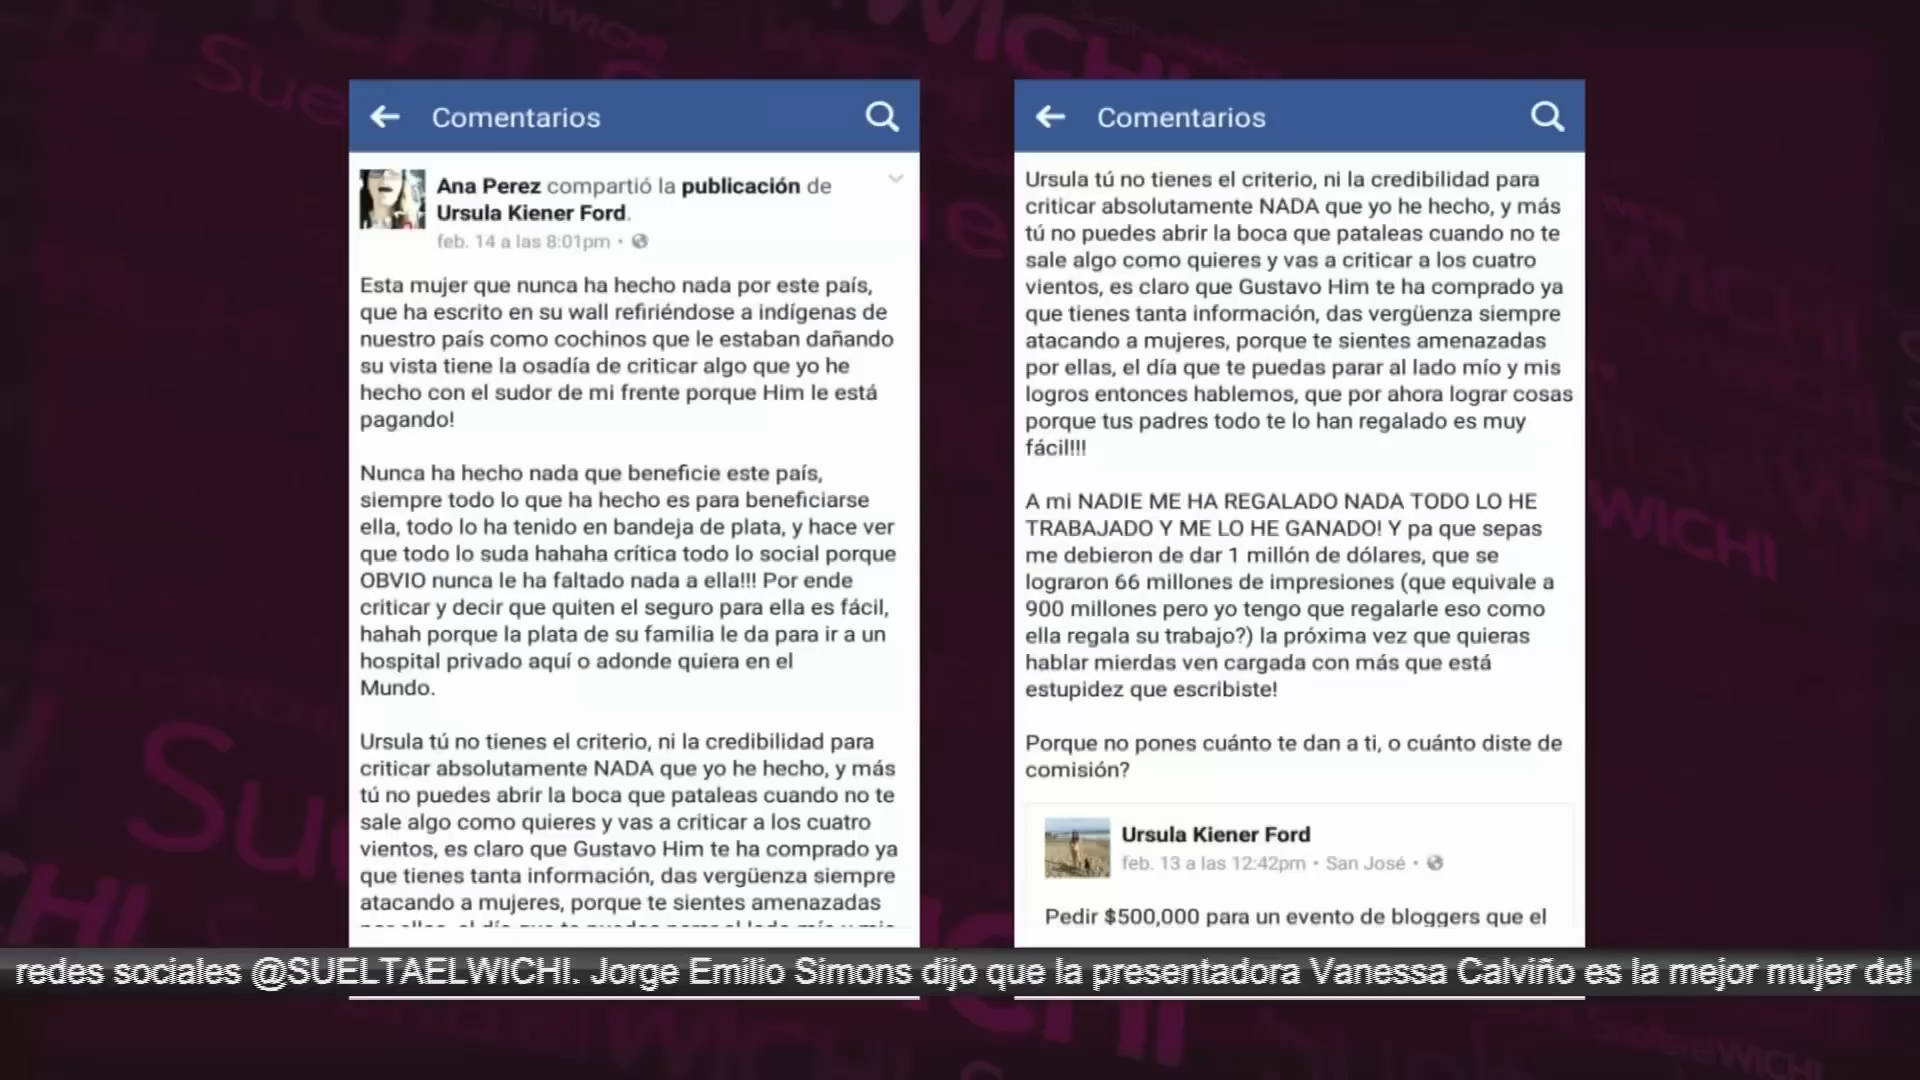 Comentarios
Ana Perez compartió la publicación de
Ursula Kiener Ford.
feb. 14 a las 8:01pm •
Esta mujer que nunca ha hecho nada por este país,
que ha escrito en su wall refiriéndose a indígenas de
nuestro país como cochinos que le estaban dañando
su vista tiene la osadía de criticar algo que yo he
hecho con el sudor de mi frente porque Him le está
pagando!
Nunca ha hecho nada que beneficie este país,
siempre todo lo que ha hecho es para beneficiarse
ella, todo lo ha tenido en bandeja de plata, y hace ver
que todo lo suda hahaha crítica todo lo social porque
OBVIO nunca le ha faltado nada a ella!!! Por ende
criticar y decir que quiten el seguro para ella es fácil,
hahah porque la plata de su familia le da para ir a un
hospital privado aquí o adonde quiera en el
Mundo.
Ursula tú no tienes el criterio, ni la credibilidad para
criticar absolutamente NADA que yo he hecho, y más
tú no puedes abrir la boca que pataleas cuando no te
sale algo como quieres y vas a criticar a los cuatro
vientos, es claro que Gustavo Him te ha comprado ya
que tienes tanta información, das vergüenza siempre
atacando a mujeres, porque te sientes amenazadas
Comentarios
Ursula tú no tienes el criterio, ni la credibilidad para
criticar absolutamente NADA que yo he hecho, y más
tú no puedes abrir la boca que pataleas cuando no te
sale algo como quieres y vas a criticar a los cuatro
vientos, es claro que Gustavo Him te ha comprado ya
que tienes tanta información, das vergüenza siempre
atacando a mujeres, porque te sientes amenazadas
por ellas, el día que te puedas parar al lado mío y mis
logros entonces hablemos, que por ahora lograr cosas
porque tus padres todo te lo han regalado es muy
fácil!!!
A mi NADIE ME HA REGALADO NADA TODO LO HE
TRABAJADO Y ME LO HE GANADO! Y pa que sepas
me debieron de dar 1 millón de dólares, que se
lograron 66 millones de impresiones (que equivale a
900 millones pero yo tengo que regalarle eso como
ella regala su trabajo?) la próxima vez que quieras
hablar mierdas ven cargada con más que está
estupidez que escribiste!
Porque no pones cuánto te dan a ti, o cuánto diste de
comisión?
Ursula Kiener Ford
feb. 13 a las 12:42pm • San José •
Pedir $500,000 para un evento de bloggers que el
redes sociales @SUELTAELWICHI. Jorge Emilio Simons dijo que la presentadora Vanessa Calviño es la mejor mujer del